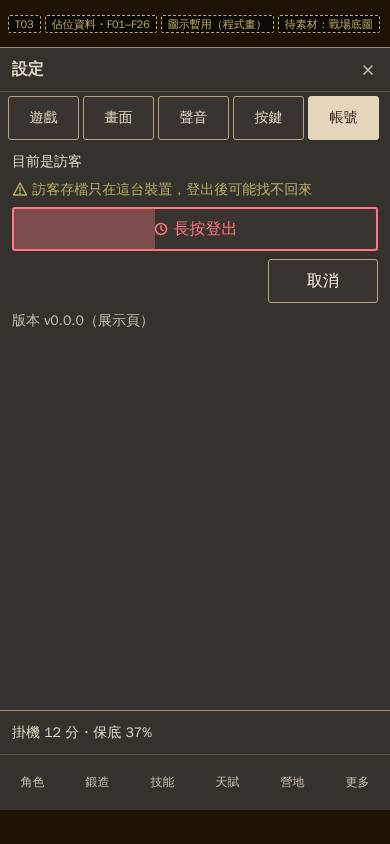 T03 佔位資料・F01–F26 圖示暫用（程式畫） 待素材：戰場底圖
設定 ×
遊戲 畫面 聲音 按鍵 帳號
目前是訪客
訪客存檔只在這台裝置，登出後可能找不回來
長按登出
取消
版本 v0.0.0（展示頁）
掛機 12 分・保底 37%
角色 鍛造 技能 天賦 營地 更多